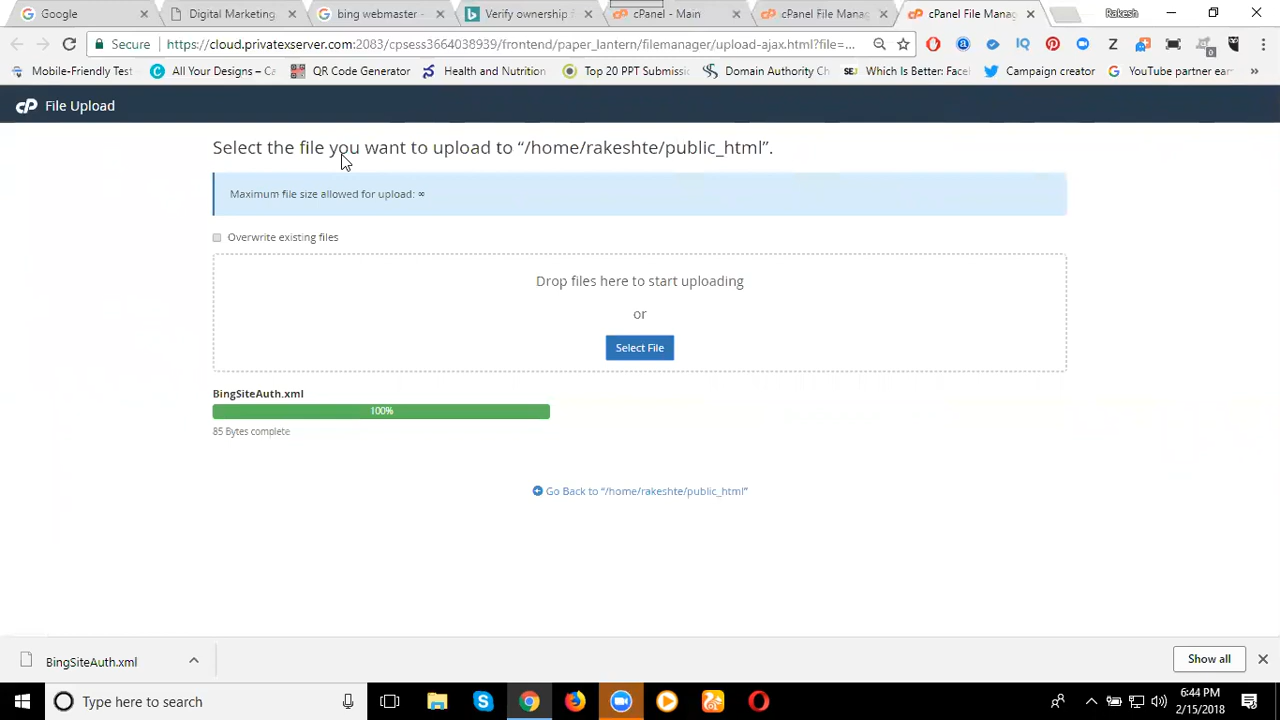 Google
Digital Marketing
bing webmaster -
Verify ownership F
cPanel - Main
cPanel File Manag
cPanel File Manag
Rakesh
Secure
https://cloud.privatexserver.com:2083/cpsess3664038939/frontend/paper_lantern/filemanager/upload-ajax.html?file=...
Mobile-Friendly Test
All Your Designs – Ca
QR Code Generator
Health and Nutrition
Top 20 PPT Submissic
Domain Authority Ch
Which Is Better: Facel
Campaign creator
YouTube partner earn
»
cP File Upload
Select the file you want to upload to “/home/rakeshte/public_html”.
Maximum file size allowed for upload: ∞
Overwrite existing files
Drop files here to start uploading
or
Select File
BingSiteAuth.xml
100%
85 Bytes complete
Go Back to “/home/rakeshte/public_html”
BingSiteAuth.xml
Show all
Type here to search
6:44 PM
2/15/2018